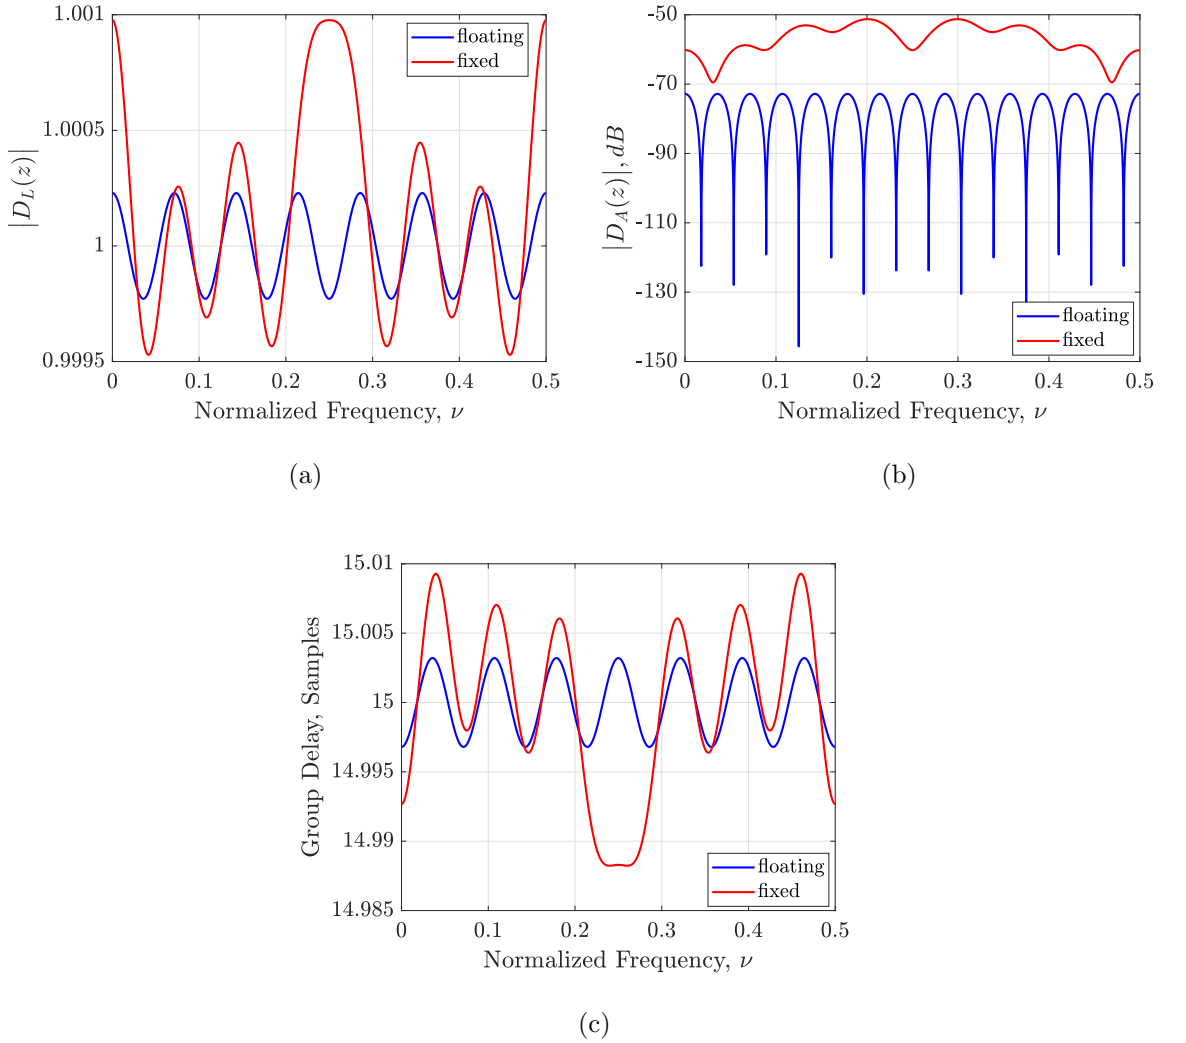 1.001
1.0005
1
0.9995
|D_L(z)|
floating
fixed
0 0.1 0.2 0.3 0.4 0.5
Normalized Frequency, ν
(a)
-50
-70
-90
-110
-130
-150
|D_A(z)|, dB
floating
fixed
0 0.1 0.2 0.3 0.4 0.5
Normalized Frequency, ν
(b)
15.01
15.005
15
14.995
14.99
14.985
Group Delay, Samples
floating
fixed
0 0.1 0.2 0.3 0.4 0.5
Normalized Frequency, ν
(c)